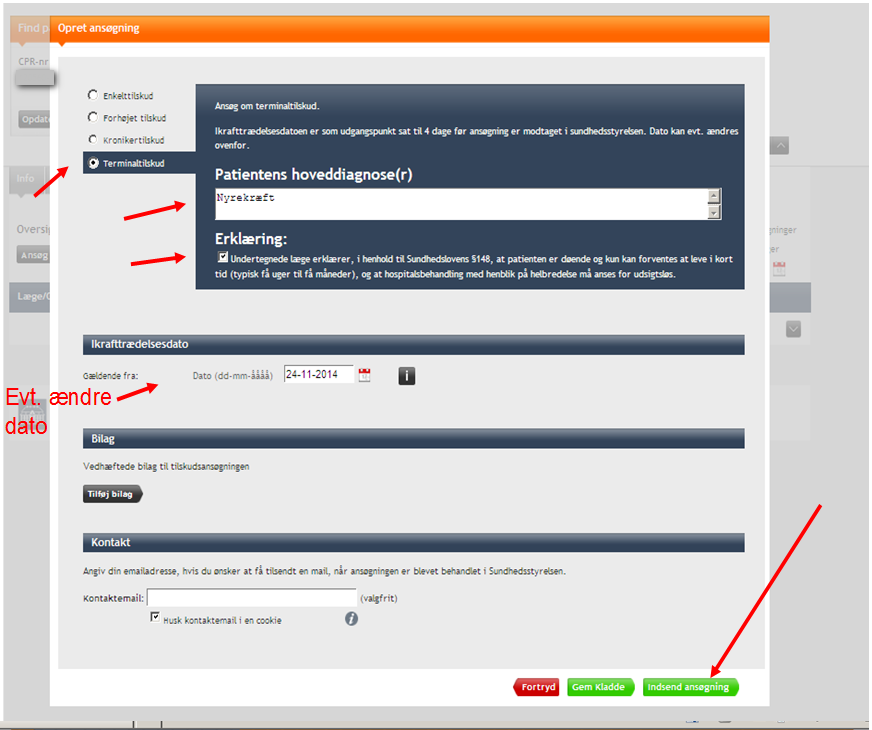 Find p
Opret ansøgning
CPR-nr
Opdate
Enkelttilskud
Forhøjet tilskud
Kronikertilskud
Terminaltilskud
Ansøg om terminaltilskud.
Ikrafttrædelsesdatoen er som udgangspunkt sat til 4 dage før ansøgning er modtaget i sundhedsstyrelsen. Dato kan evt. ændres
ovenfor.
Patientens hoveddiagnose(r)
Nyrekræft
Erklæring:
Undertegnede læge erklærer, i henhold til Sundhedslovens §148, at patienten er døende og kun kan forventes at leve i kort
tid (typisk få uger til få måneder), og at hospitalsbehandling med henblik på helbredelse må anses for udsigtsløs.
Info
Oversig
Ansøg
Læge/O
gninger
er
Ikrafttrædelsesdato
Gældende fra: Dato (dd-mm-åååå) 24-11-2014 i
Evt. ændre
dato
Bilag
Vedhæftede bilag til tilskudsansøgningen
Tilføj bilag
Kontakt
Angiv din emailadresse, hvis du ønsker at få tilsendt en mail, når ansøgningen er blevet behandlet i Sundhedsstyrelsen.
Kontaktemail: (valgfrit)
Husk kontaktemail i en cookie i
Fortryd Gem Kladde Indsend ansøgning